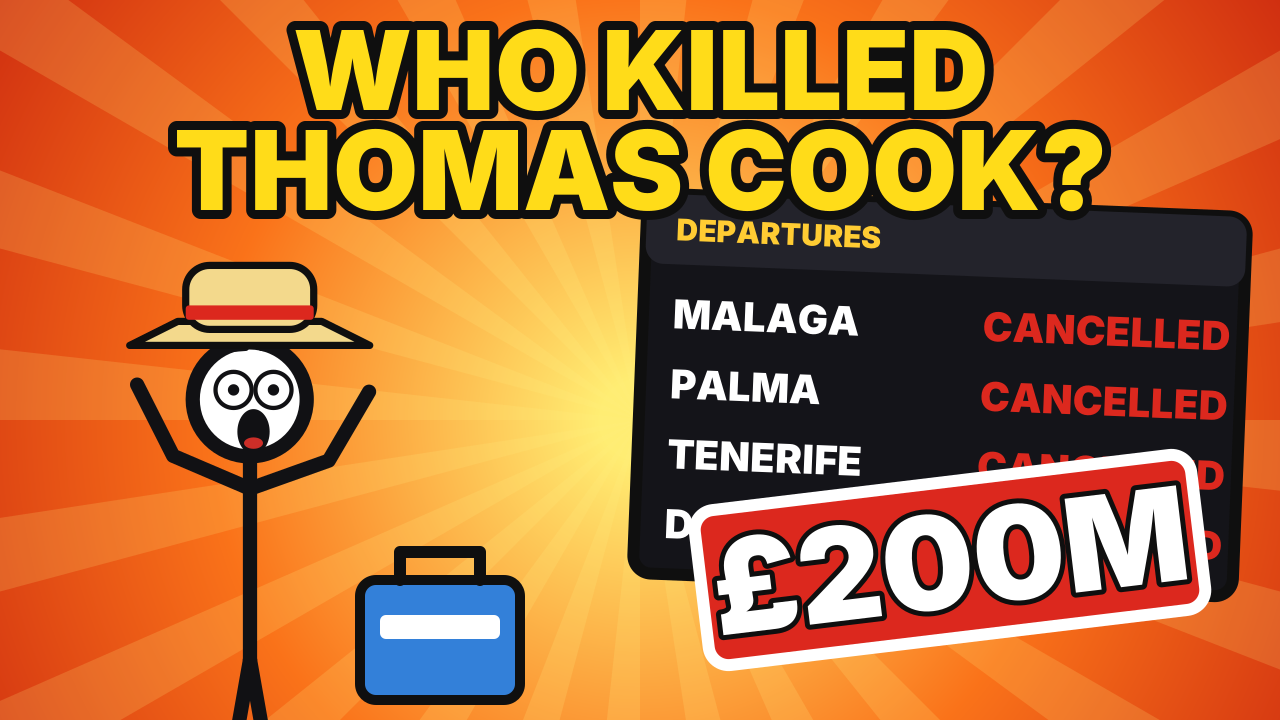 WHO KILLED
THOMAS COOK?
DEPARTURES
MALAGA CANCELLED
PALMA CANCELLED
TENERIFE
£200M